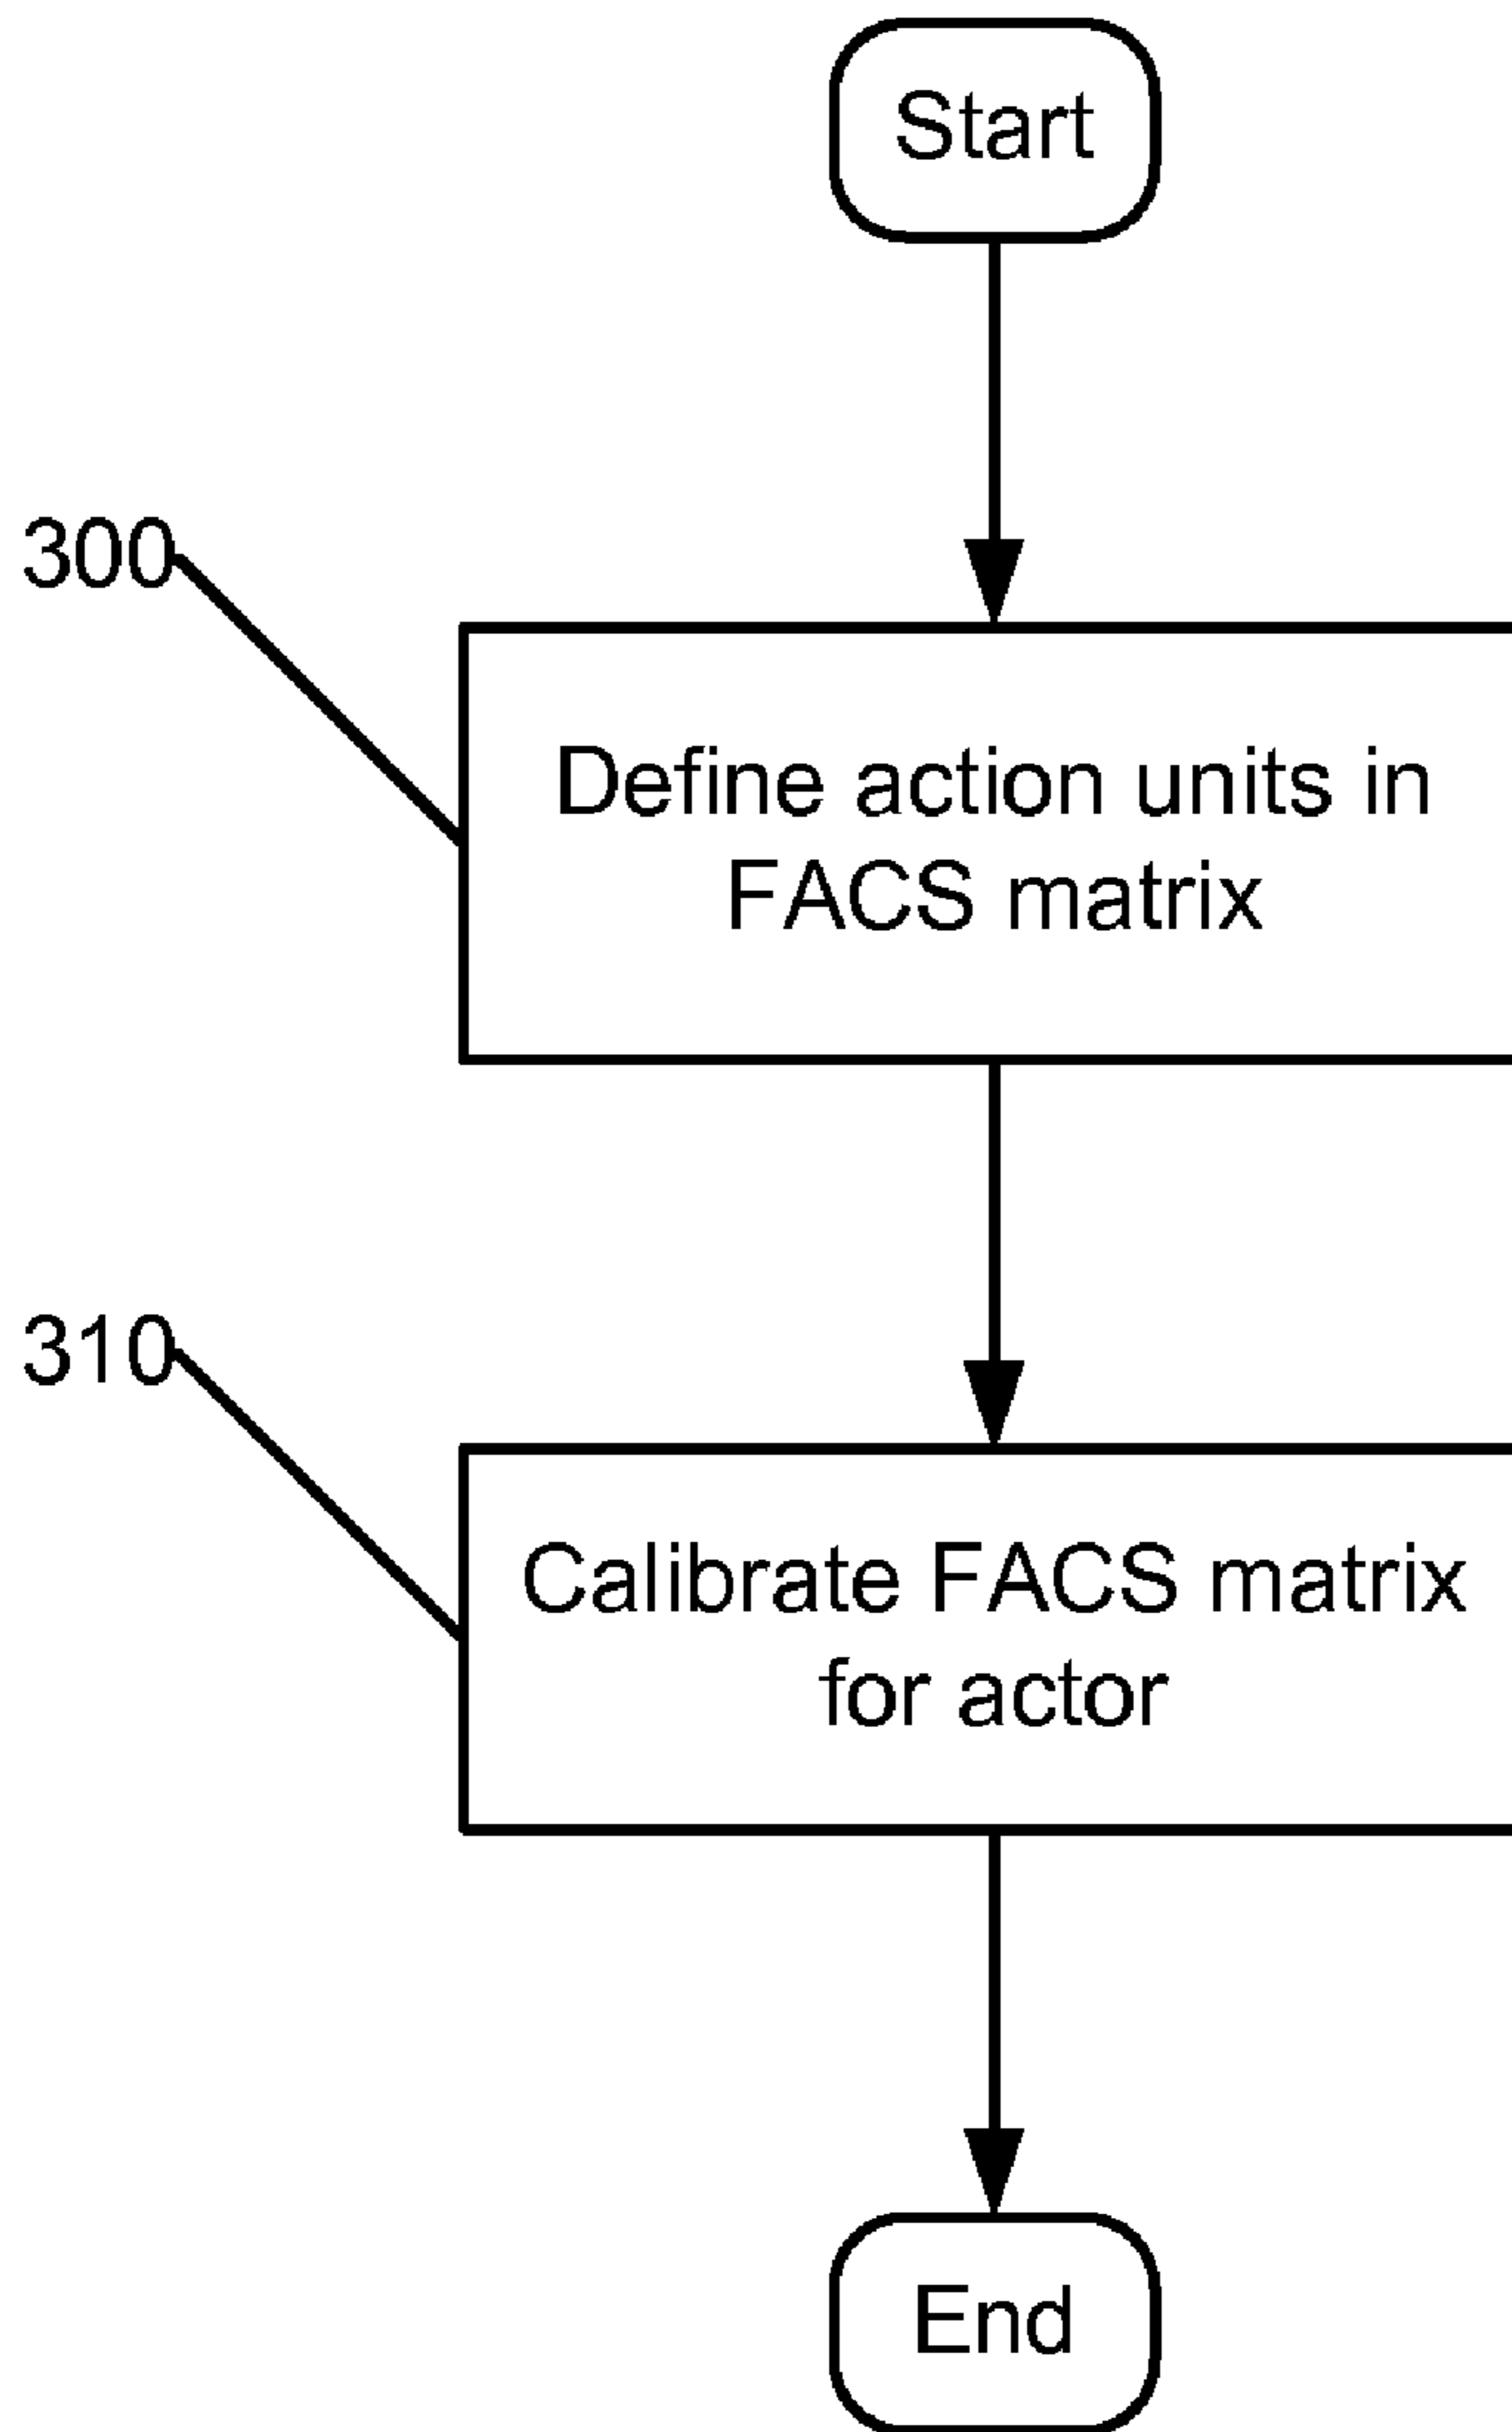 Start
300
Define action units in
FACS matrix
310
Calibrate FACS matrix
for actor
End